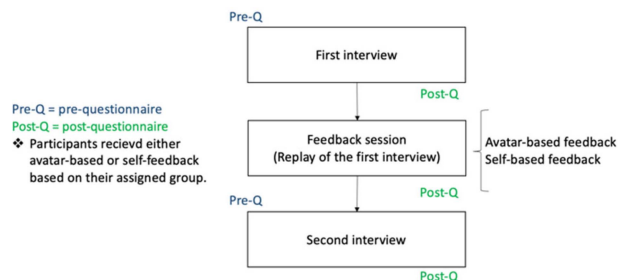 Pre-Q
First interview
Post-Q
Pre-Q = pre-questionnaire
Post-Q = post-questionnaire
❖ Participants recievd either
avatar-based or self-feedback
based on their assigned group.
Feedback session
(Replay of the first interview)
Avatar-based feedback
Self-based feedback
Post-Q
Pre-Q
Second interview
Post-Q